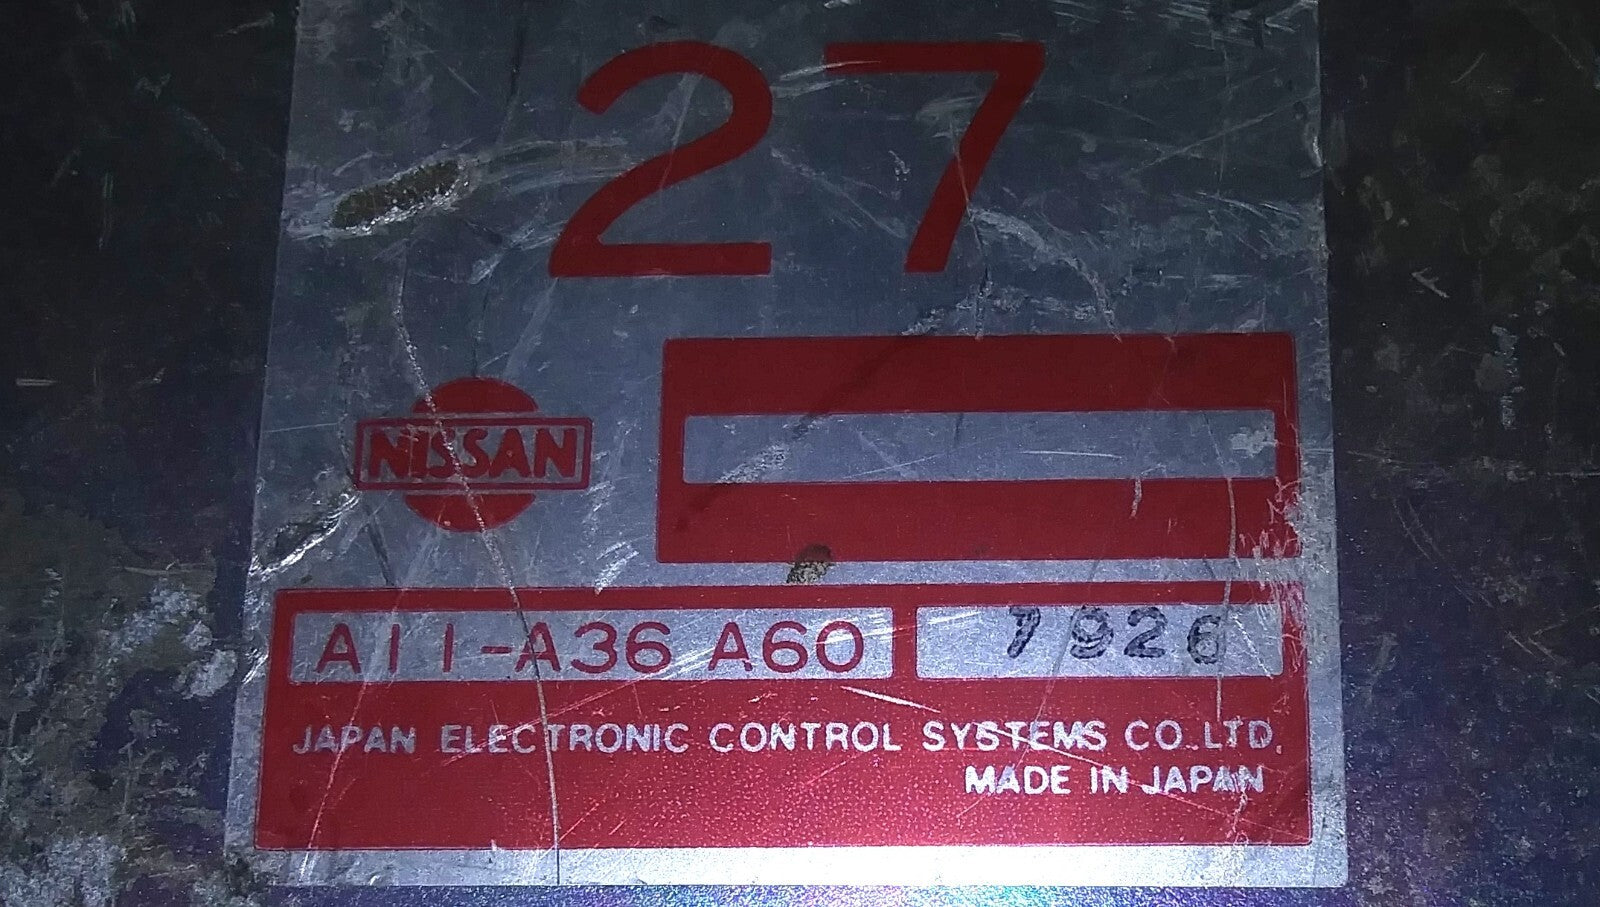 27
NISSAN
A11-A36 A60 7926
JAPAN ELECTRONIC CONTROL SYSTEMS CO.,LTD.
MADE IN JAPAN